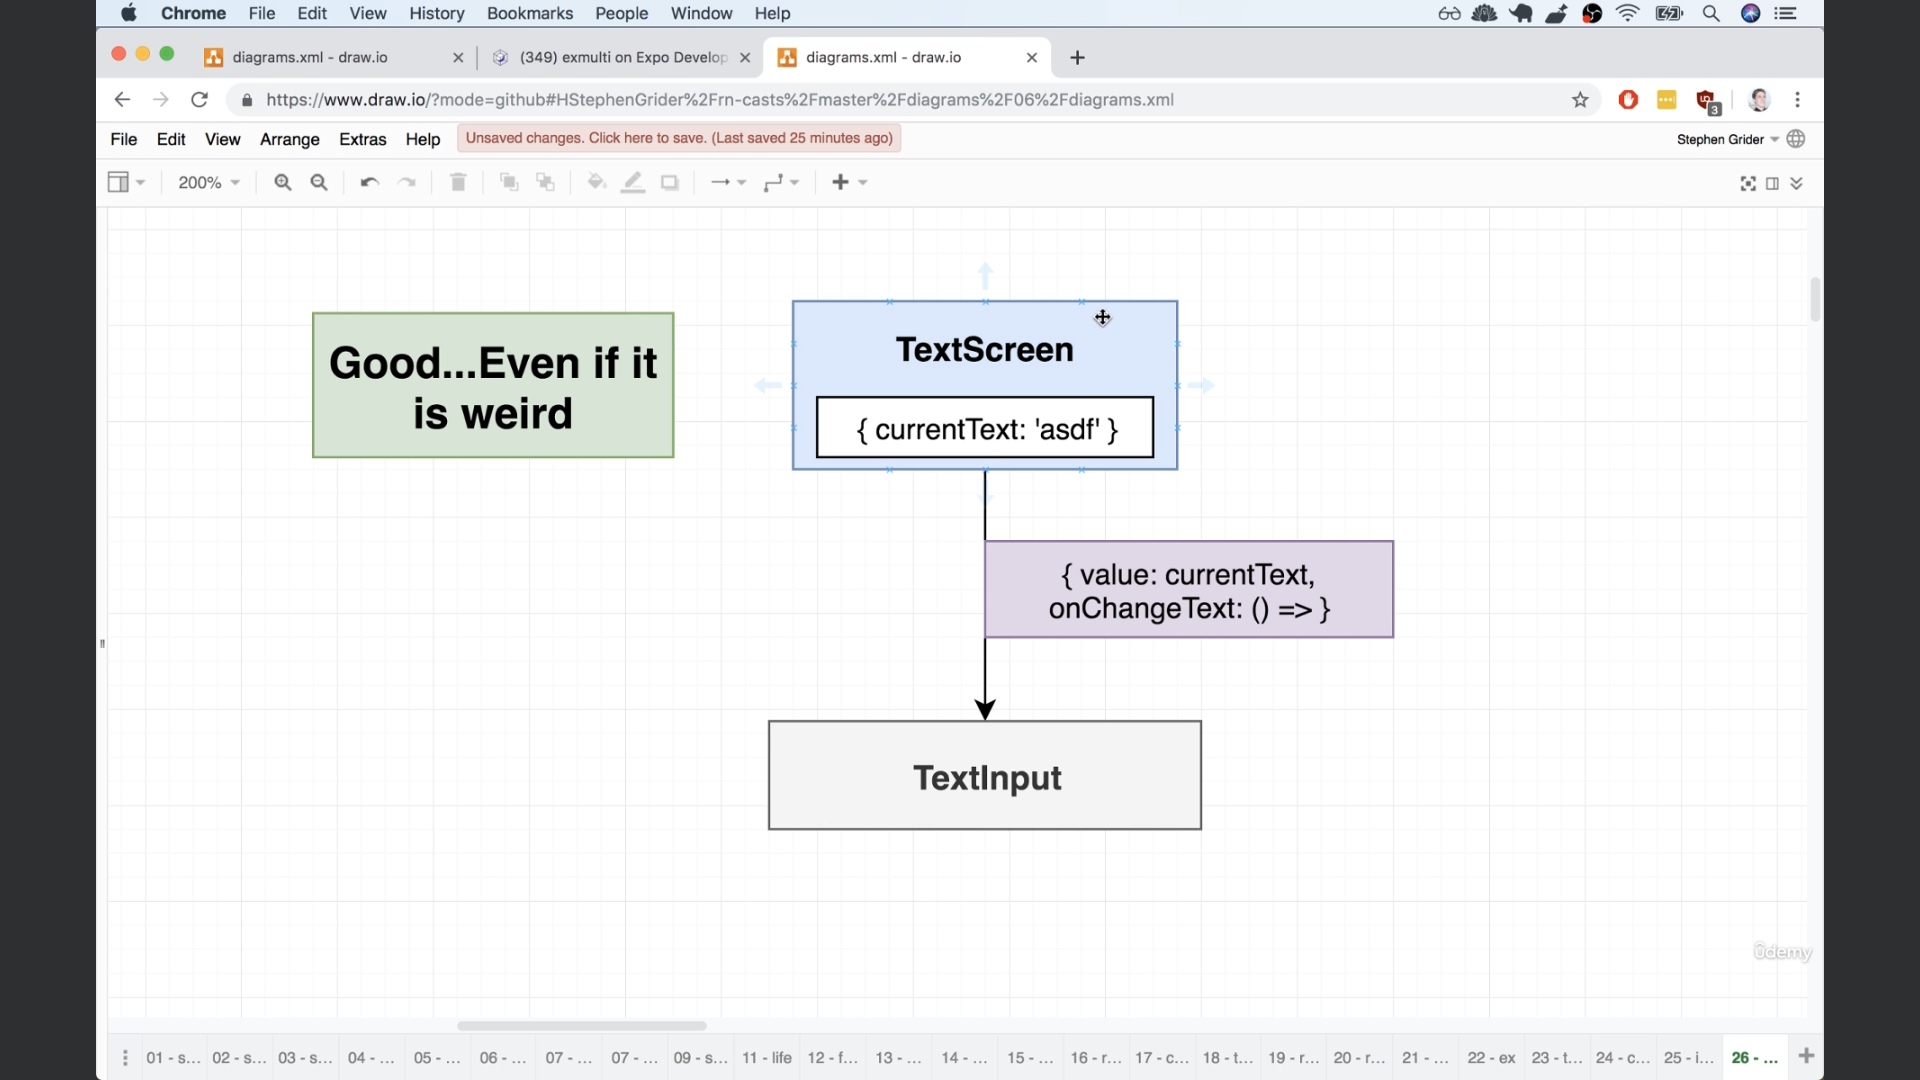 Chrome File Edit View History Bookmarks People Window Help
diagrams.xml - draw.io
(349) exmulti on Expo Develop
diagrams.xml - draw.io
https://www.draw.io/?mode=github#HStephenGrider%2Frn-casts%2Fmaster%2Fdiagrams%2F06%2Fdiagrams.xml
3
File Edit View Arrange Extras Help
Unsaved changes. Click here to save. (Last saved 25 minutes ago)
Stephen Grider
200%
Good...Even if it
is weird
TextScreen
{ currentText: 'asdf' }
{ value: currentText,
onChangeText: () => }
TextInput
ûdemy
01 - s... 02 - s... 03 - s... 04 - ... 05 - ... 06 - ... 07 - ... 07 - ... 09 - s... 11 - life 12 - f... 13 - ... 14 - ... 15 - ... 16 - r... 17 - c... 18 - t... 19 - r... 20 - r... 21 - ... 22 - ex 23 - t... 24 - c... 25 - i... 26 - ...